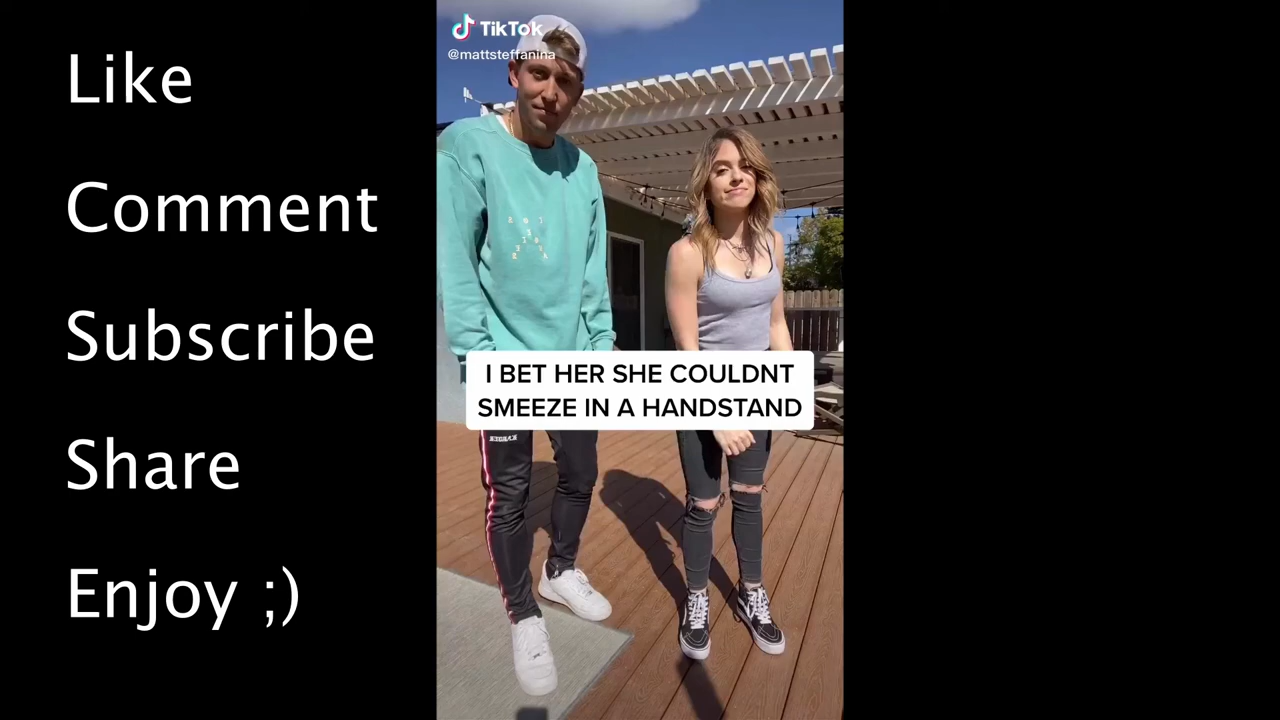 Like
Comment
Subscribe
Share
Enjoy ;)
TikTok
@mattsteffanina
I BET HER SHE COULDNT
SMEEZE IN A HANDSTAND